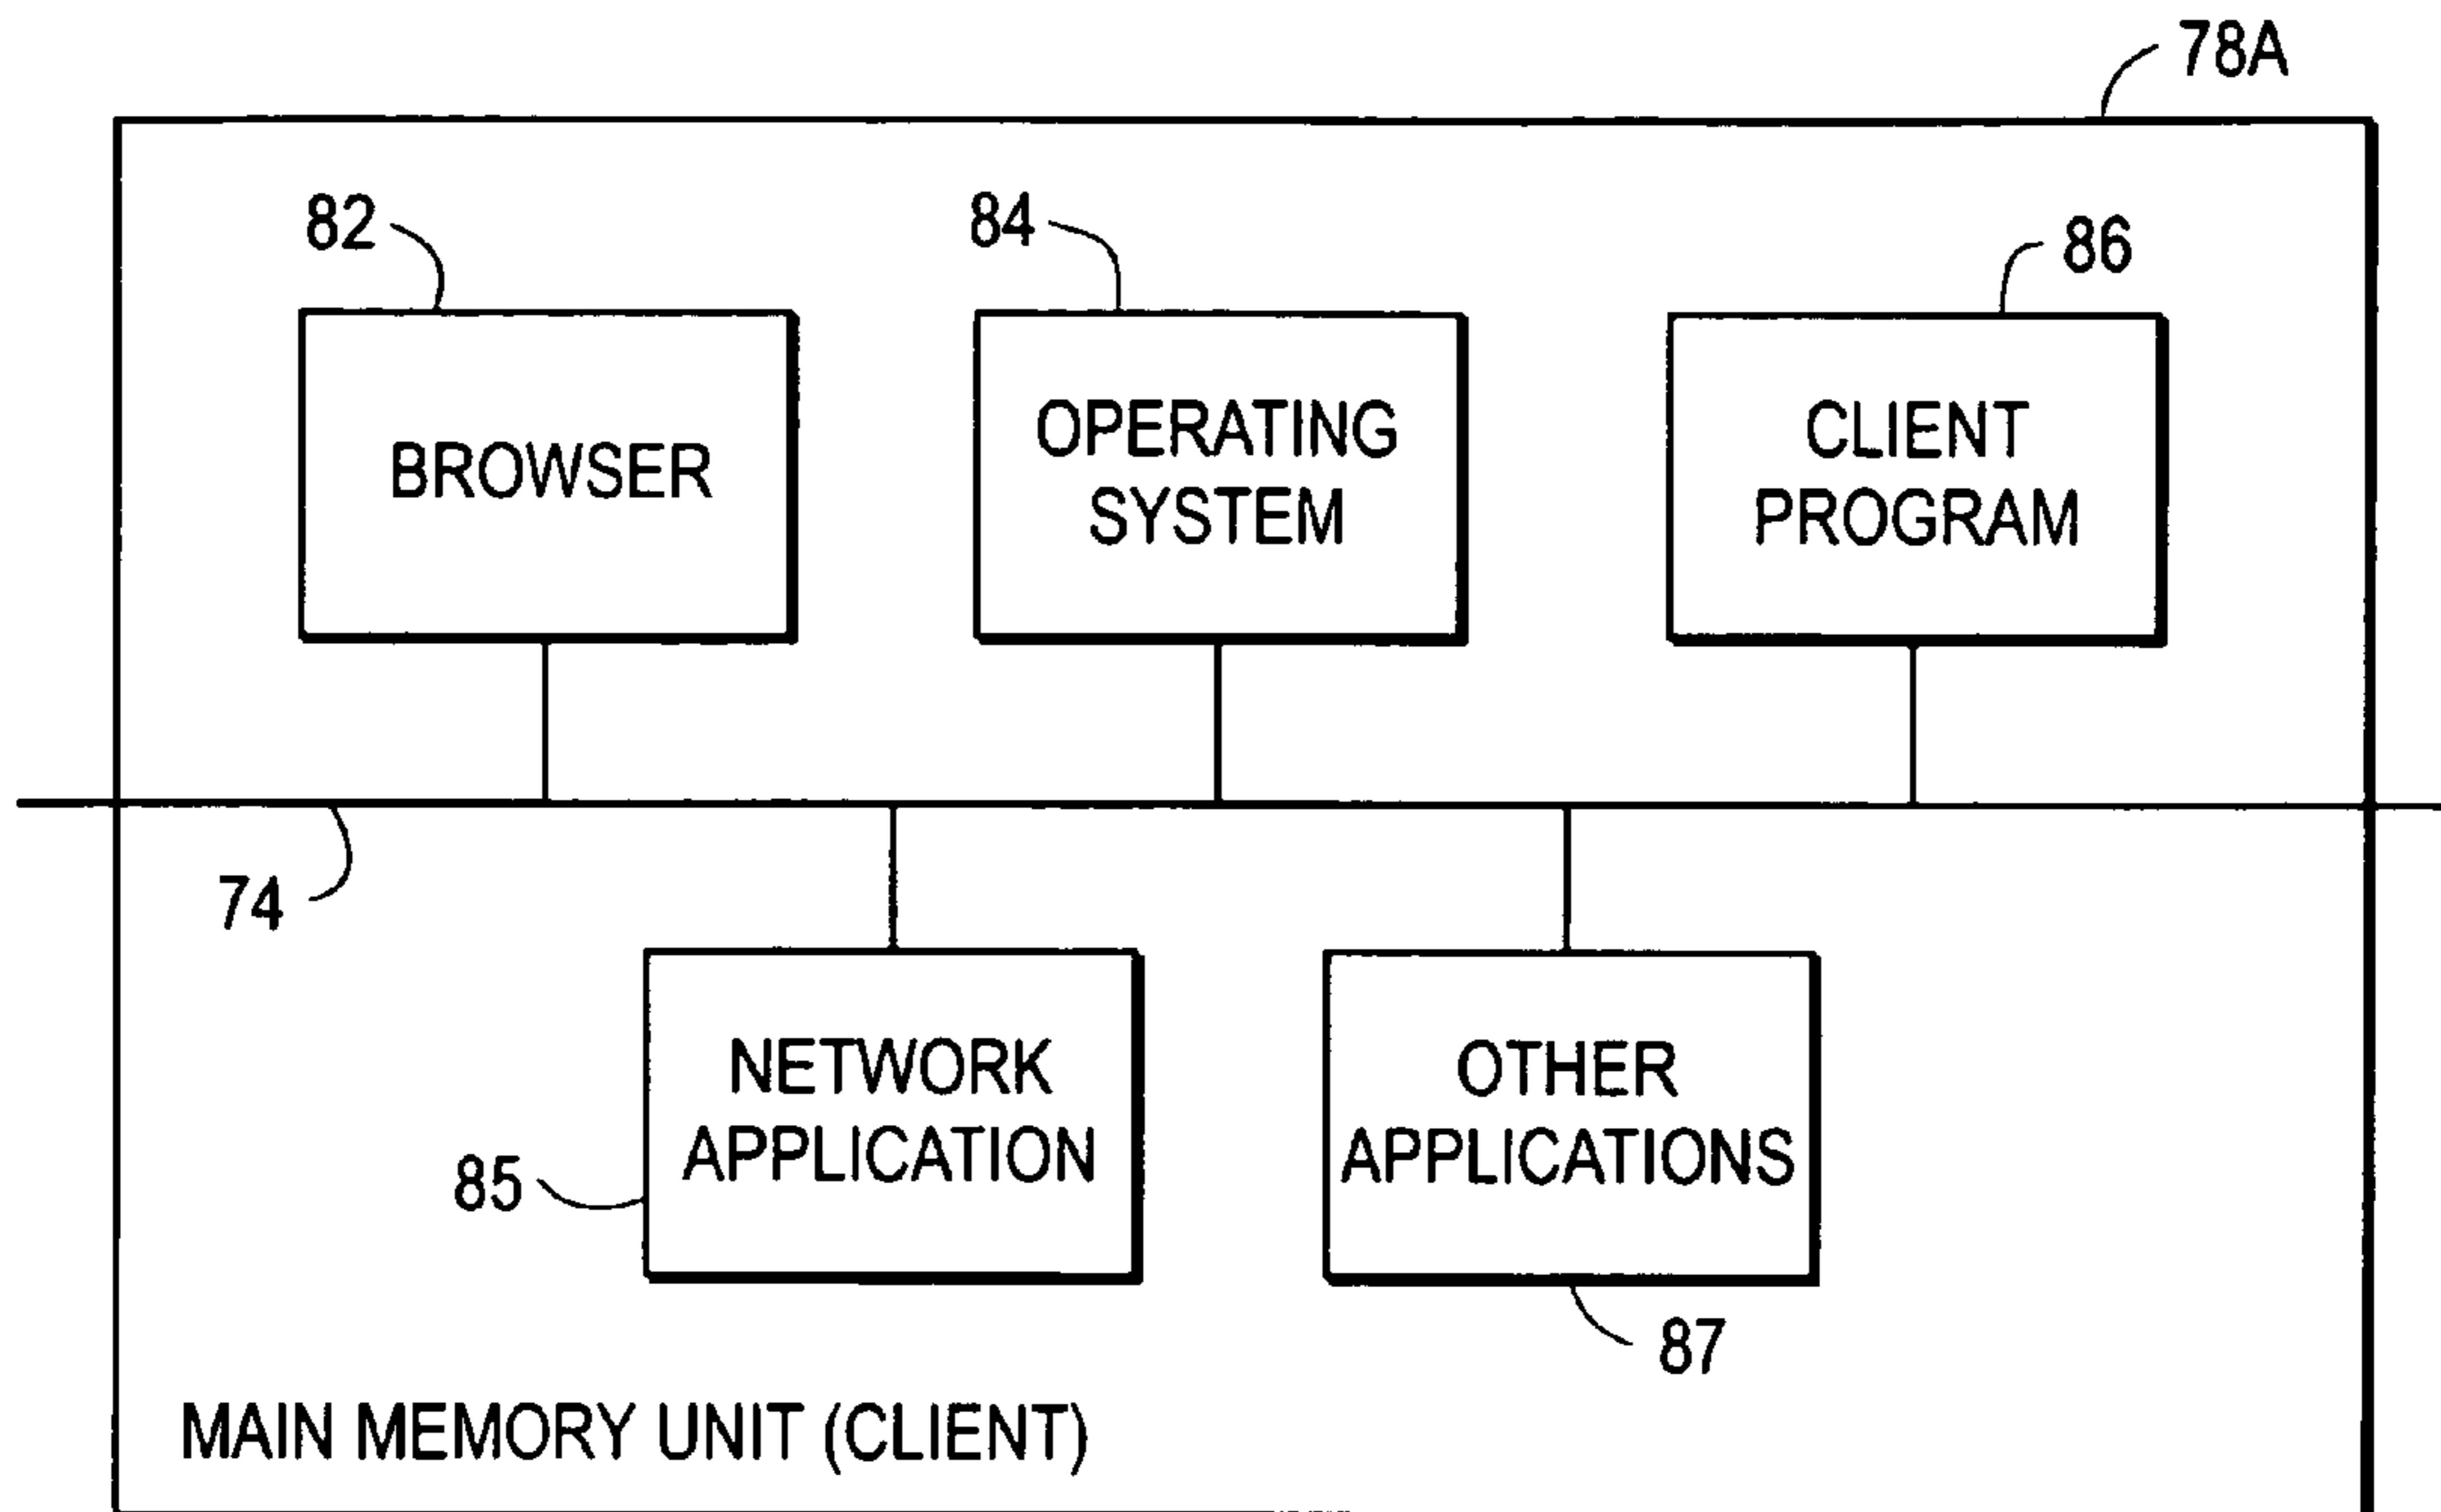 78A
82
84
86
BROWSER
OPERATING
SYSTEM
CLIENT
PROGRAM
74
NETWORK
APPLICATION
OTHER
APPLICATIONS
85
87
MAIN MEMORY UNIT (CLIENT)